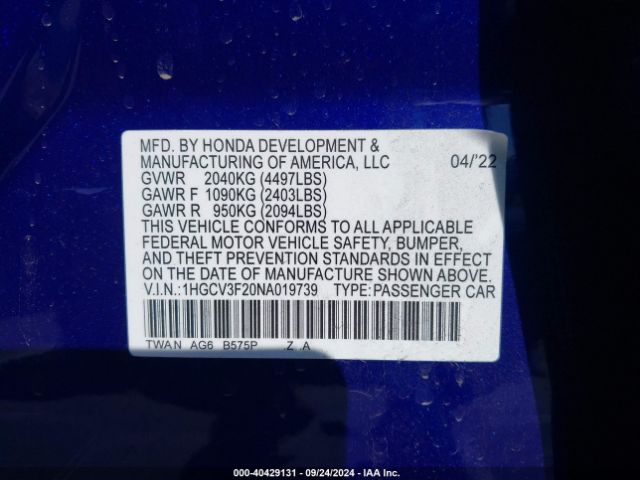 MFD. BY HONDA DEVELOPMENT &
MANUFACTURING OF AMERICA, LLC 04/'22
GVWR 2040KG (4497LBS)
GAWR F 1090KG (2403LBS)
GAWR R 950KG (2094LBS)
THIS VEHICLE CONFORMS TO ALL APPLICABLE
FEDERAL MOTOR VEHICLE SAFETY, BUMPER,
AND THEFT PREVENTION STANDARDS IN EFFECT
ON THE DATE OF MANUFACTURE SHOWN ABOVE.
V.I.N.:1HGCV3F20NA019739 TYPE:PASSENGER CAR
TWAN AG6 B575P .Z .A
000-40429131 - 09/24/2024 - IAA Inc.